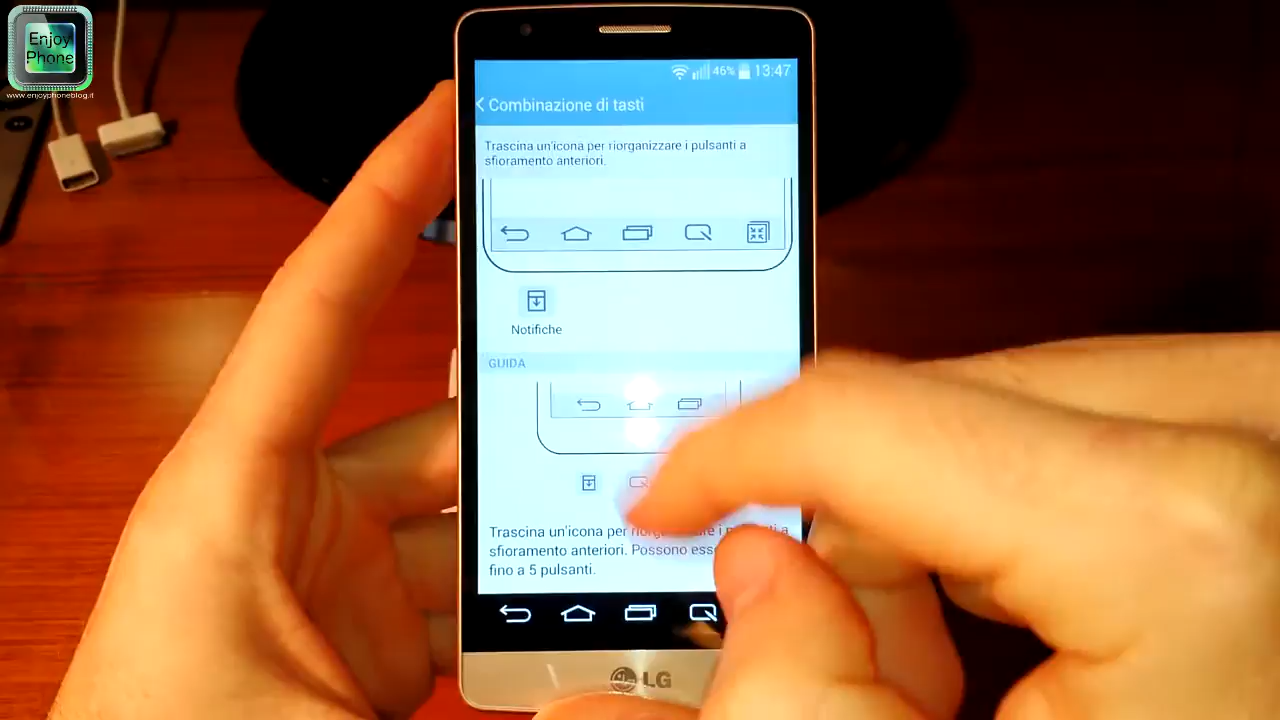 Enjoy
Phone
www.enjoyphoneblog.it
46% 13:47
Combinazione di tasti
Trascina un'icona per riorganizzare i pulsanti a
sfioramento anteriori.
Notifiche
GUIDA
Trascina un'icona per i
sfioramento anteriori. Possono
fino a 5 pulsanti.
LG